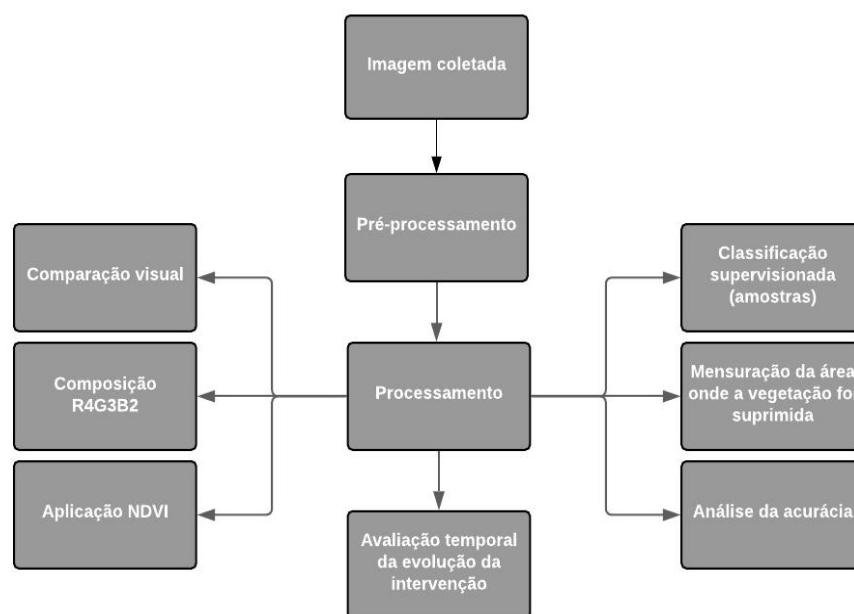 Imagem coletada
Pré-processamento
Comparação visual
Composição
R4G3B2
Aplicação NDVI
Processamento
Classificação
supervisionada
(amostras)
Mensuração da área
onde a vegetação foi
suprimida
Análise da acurácia
Avaliação temporal
da evolução da
intervenção